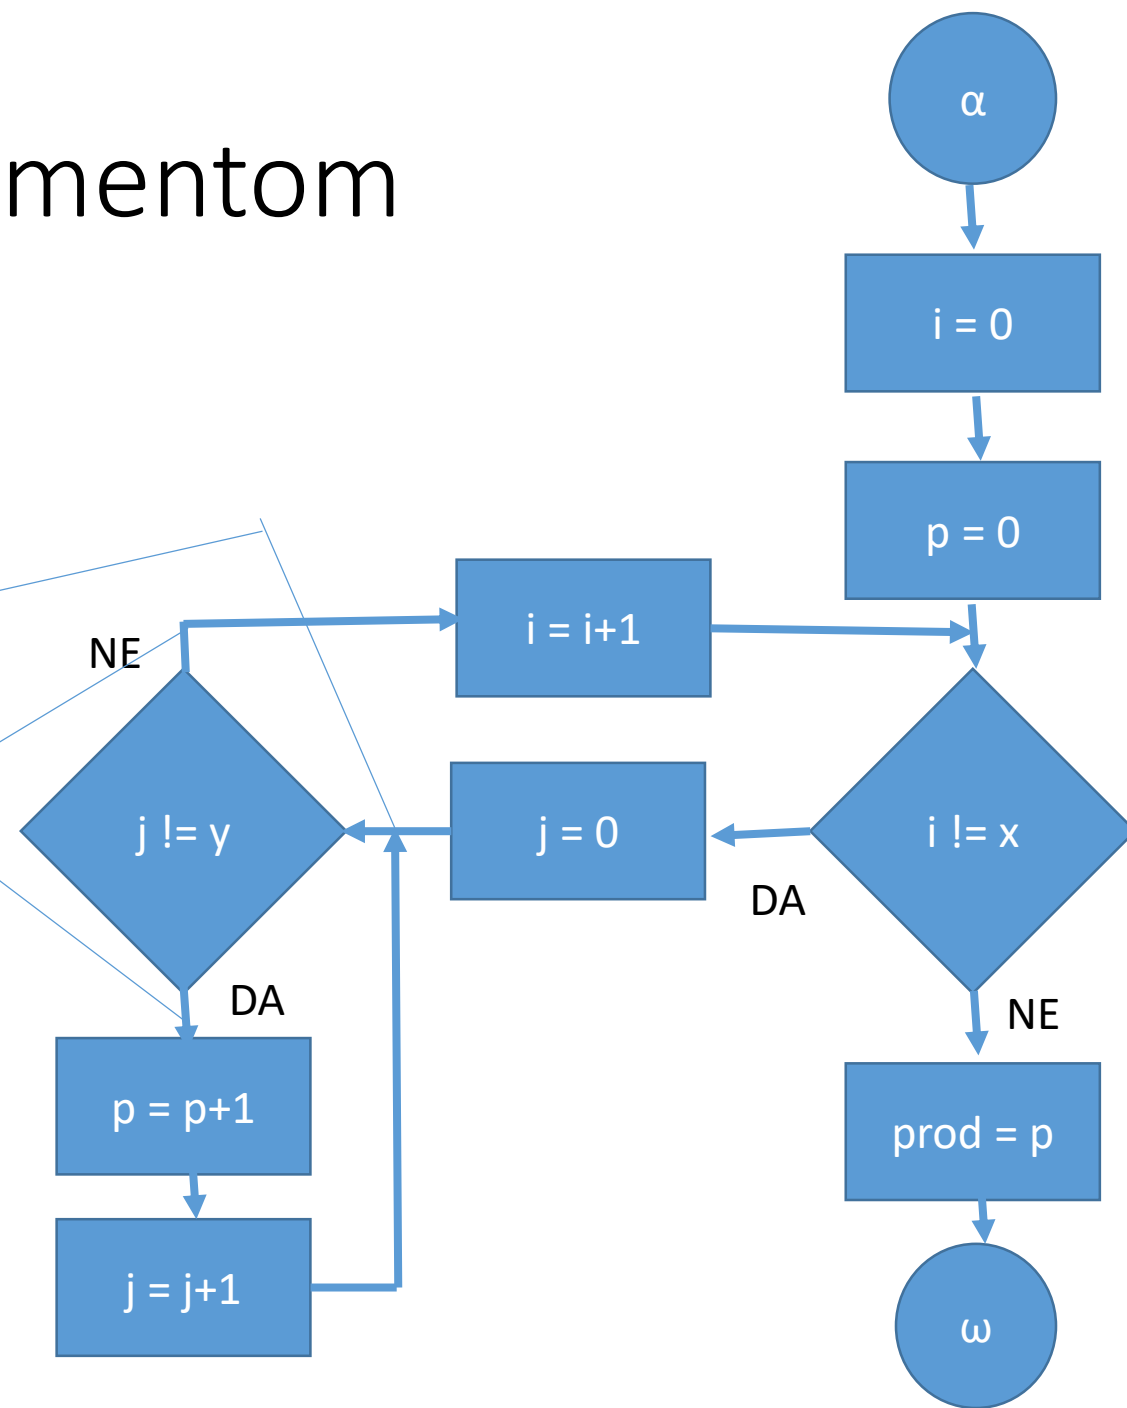 mentom
α
i = 0
p = 0
i = i+1
NE
j != y
j = 0
i != x
DA
DA
NE
p = p+1
prod = p
j = j+1
ω